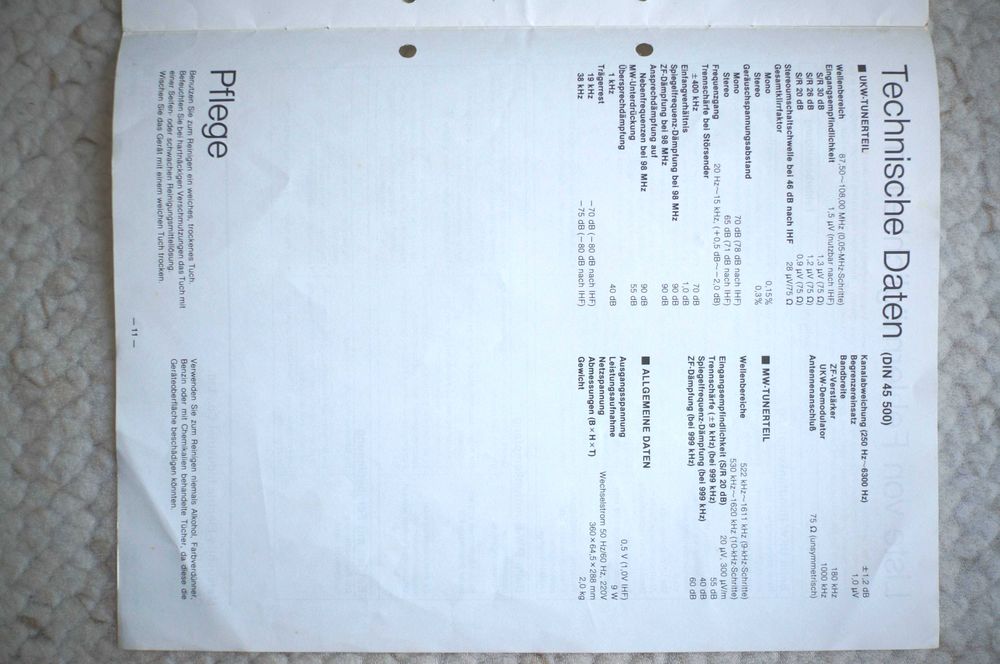 Technische Daten (DIN 45 500)
■ UKW-TUNERTEIL
Wellenbereich 87,50~108,00 MHz (0,05-MHz-Schritte)
Eingangsempfindlichkeit 1,5 µV (nutzbar nach IHF)
S/R 30 dB 1,3 µV (75 Ω)
S/R 26 dB 1,2 µV (75 Ω)
S/R 20 dB 0,9 µV (75 Ω)
Stereoumschaltschwelle bei 46 dB nach IHF 28 µV/75 Ω
Gesamtklirrfaktor
Mono 0,15%
Stereo 0,3%
Geräuschspannungsabstand
Mono 70 dB (78 dB nach IHF)
Stereo 65 dB (71 dB nach IHF)
Frequenzgang 20 Hz~15 kHz, (+0,5 dB~−2,0 dB)
Trennschärfe bei Störsender
±400 kHz 70 dB
Einfangverhältnis 1,0 dB
Spiegelfrequenz-Dämpfung bei 98 MHz 90 dB
ZF-Dämpfung bei 98 MHz 90 dB
Ansprechdämpfung auf
Nebenfrequenzen bei 98 MHz 90 dB
MW-Unterdrückung 55 dB
Übersprechdämpfung
1 kHz 40 dB
Trägerrest
19 kHz −70 dB (−80 dB nach IHF)
38 kHz −75 dB (−80 dB nach IHF)
Kanalabweichung (250 Hz~6300 Hz) ±1,2 dB
Begrenzereinsatz 1,0 µV
Bandbreite
ZF-Verstärker 180 kHz
UKW-Demodulator 1000 kHz
Antennenanschluß 75 Ω (unsymmetrisch)
■ MW-TUNERTEIL
Wellenbereiche 522 kHz~1611 kHz (9-kHz-Schritte)
530 kHz~1620 kHz (10-kHz-Schritte)
Eingangsempfindlichkeit (S/R 20 dB) 20 µV, 300 µV/m
Trennschärfe (±9 kHz) (bei 999 kHz) 55 dB
Spiegelfrequenz-Dämpfung (bei 999 kHz) 40 dB
ZF-Dämpfung (bei 999 kHz) 60 dB
■ ALLGEMEINE DATEN
Ausgangsspannung 0,5 V (1,0V IHF)
Leistungsaufnahme 9 W
Netzspannung Wechselstrom 50 Hz/60 Hz, 220V
Abmessungen (B×H×T) 360×64,5×288 mm
Gewicht 2,0 kg
Pflege
Benutzen Sie zum Reinigen ein weiches, trockenes Tuch.
Befeuchten Sie bei hartnäckigen Verschmutzungen das Tuch mit
einer Seifen- oder schwachen Reinigungsmittellösung.
Wischen Sie das Gerät mit einem weichen Tuch trocken.
Verwenden Sie zum Reinigen niemals Alkohol, Farbverdünner,
Benzin oder mit Chemikalien behandelte Tücher, da diese die
Geräteoberfläche beschädigen könnten.
— 11 —